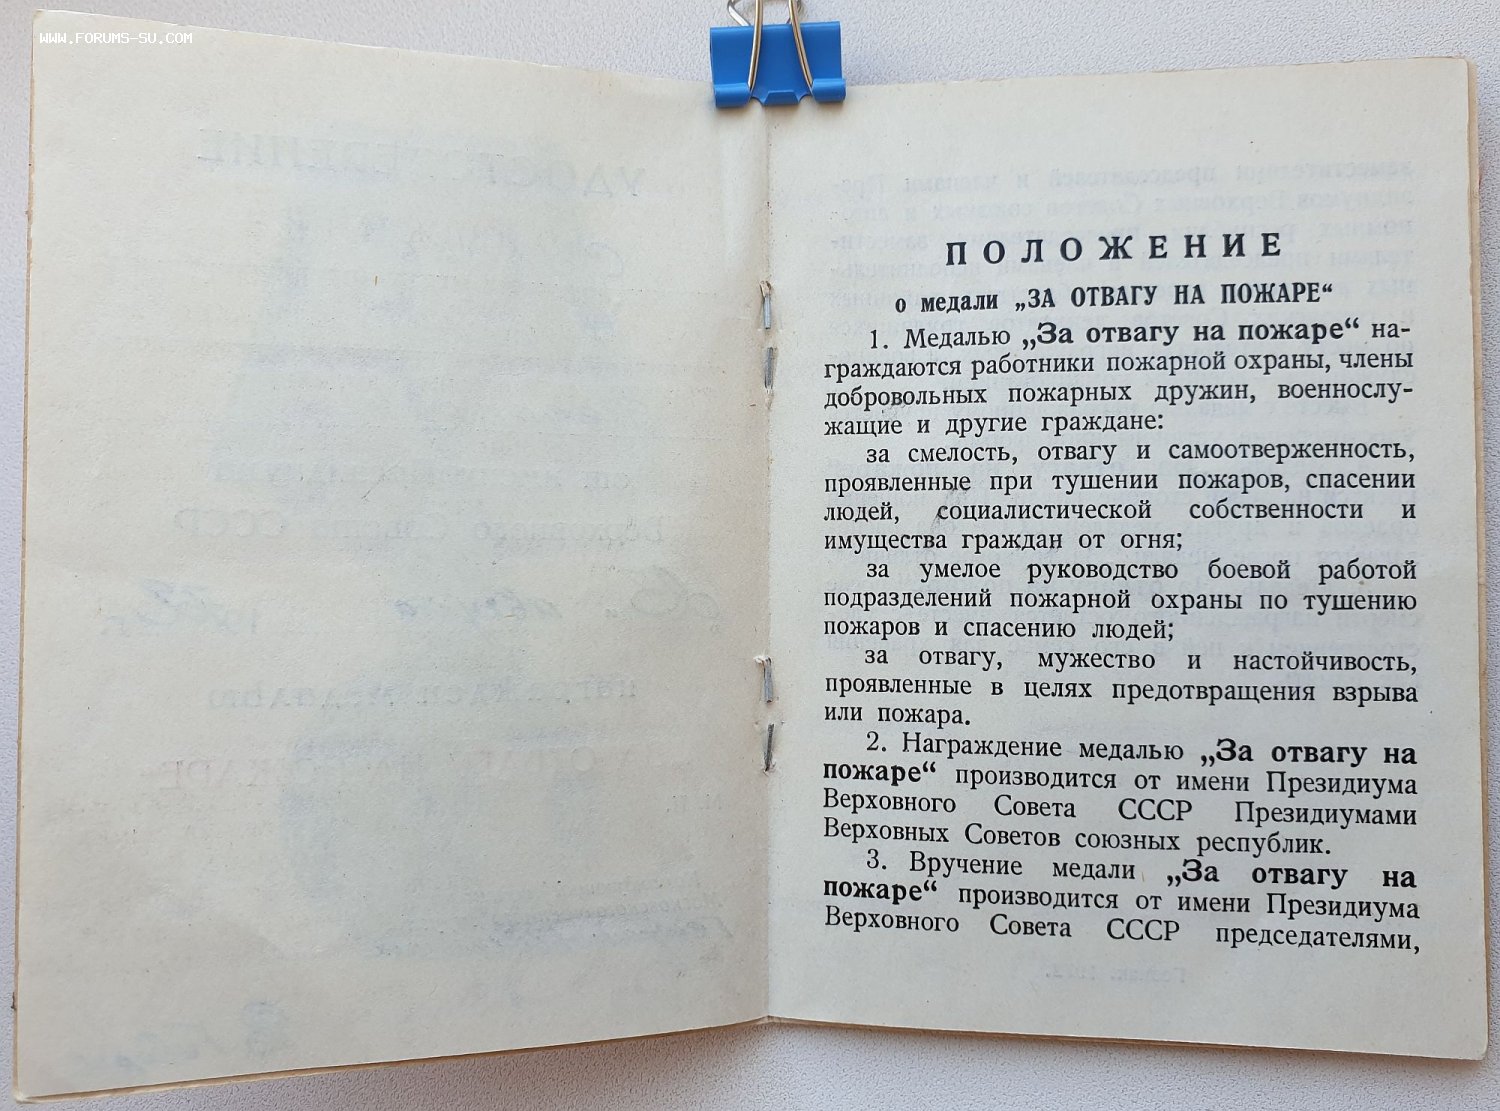 WWW.FORUMS-SU.COM
ПОЛОЖЕНИЕ
о медали „ЗА ОТВАГУ НА ПОЖАРЕ“
1. Медалью „За отвагу на пожаре“ на-
граждаются работники пожарной охраны, члены
добровольных пожарных дружин, военнослу-
жащие и другие граждане:
за смелость, отвагу и самоотверженность,
проявленные при тушении пожаров, спасении
людей, социалистической собственности и
имущества граждан от огня;
за умелое руководство боевой работой
подразделений пожарной охраны по тушению
пожаров и спасению людей;
за отвагу, мужество и настойчивость,
проявленные в целях предотвращения взрыва
или пожара.
2. Награждение медалью „За отвагу на
пожаре“ производится от имени Президиума
Верховного Совета СССР Президиумами
Верховных Советов союзных республик.
3. Вручение медали „За отвагу на
пожаре“ производится от имени Президиума
Верховного Совета СССР председателями,